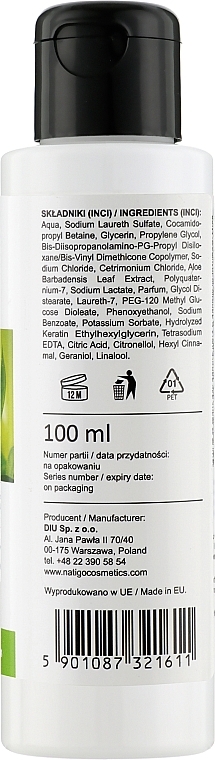 SKŁADNIKI (INCI) / INGREDIENTS (INCI):
Aqua, Sodium Laureth Sulfate, Cocamido-
propyl Betaine, Glycerin, Propylene Glycol,
Bis-Diisopropanolamino-PG-Propyl Disilo-
xane/Bis-Vinyl Dimethicone Copolymer, So-
dium Chloride, Cetrimonium Chloride, Aloe
Barbadensis Leaf Extract, Polyquater-
nium-7, Sodium Lactate, Parfum, Glycol Di-
stearate, Laureth-7, PEG-120 Methyl Glu-
cose Dioleate, Phenoxyethanol, Sodium
Benzoate, Potassium Sorbate, Hydrolyzed
Keratin Ethylhexylglycerin, Tetrasodium
EDTA, Citric Acid, Citronellol, Hexyl Cinna-
mal, Geraniol, Linalool.
12 M
01
PET
100 ml
Numer partii / data przydatności:
na opakowaniu
Series number / expiry date:
on packaging
Producent / Manufacturer:
DIU Sp. z o.o.
Al. Jana Pawła II 70/40
00-175 Warszawa, Poland
tel. +48 22 390 58 54
www.naligocosmetics.com
Wyprodukowano w UE / Made in EU.
5 901087 321611